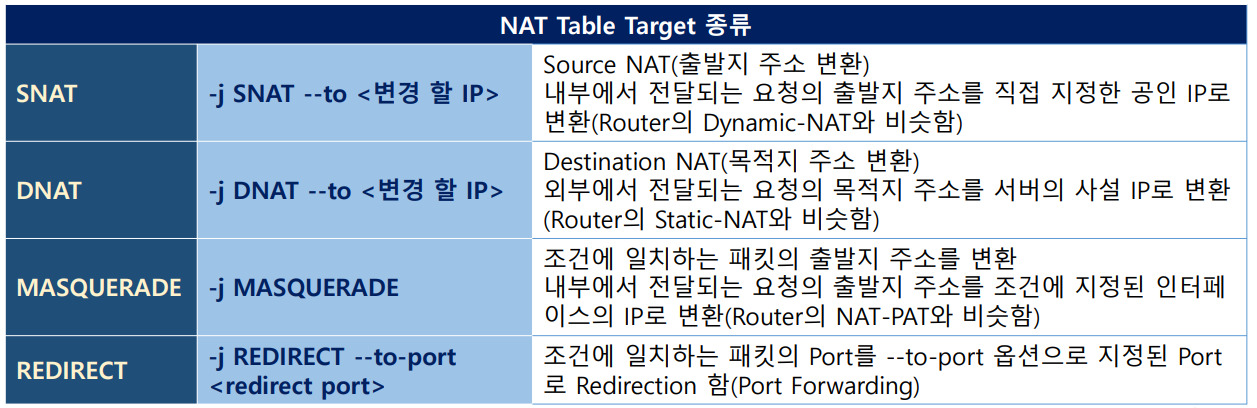 NAT Table Target 종류
SNAT
-j SNAT --to <변경 할 IP>
Source NAT(출발지 주소 변환)
내부에서 전달되는 요청의 출발지 주소를 직접 지정한 공인 IP로
변환(Router의 Dynamic-NAT와 비슷함)
DNAT
-j DNAT --to <변경 할 IP>
Destination NAT(목적지 주소 변환)
외부에서 전달되는 요청의 목적지 주소를 서버의 사설 IP로 변환
(Router의 Static-NAT와 비슷함)
MASQUERADE
-j MASQUERADE
조건에 일치하는 패킷의 출발지 주소를 변환
내부에서 전달되는 요청의 출발지 주소를 조건에 지정된 인터페
이스의 IP로 변환(Router의 NAT-PAT와 비슷함)
REDIRECT
-j REDIRECT --to-port
<redirect port>
조건에 일치하는 패킷의 Port를 --to-port 옵션으로 지정된 Port
로 Redirection 함(Port Forwarding)